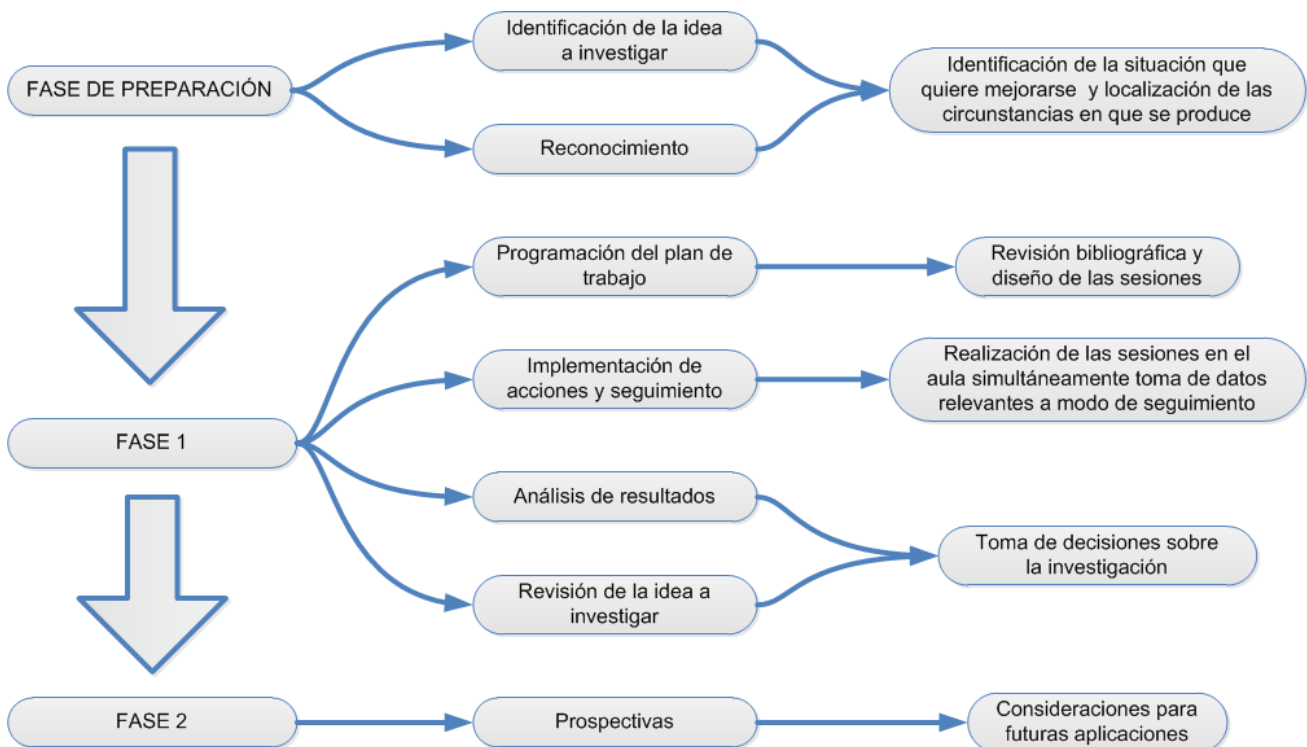 FASE DE PREPARACIÓN
Identificación de la idea
a investigar
Reconocimiento
Identificación de la situación que
quiere mejorarse y localización de las
circunstancias en que se produce
FASE 1
Programación del plan de
trabajo
Revisión bibliográfica y
diseño de las sesiones
Implementación de
acciones y seguimiento
Realización de las sesiones en el
aula simultáneamente toma de datos
relevantes a modo de seguimiento
Análisis de resultados
Revisión de la idea a
investigar
Toma de decisiones sobre
la investigación
FASE 2
Prospectivas
Consideraciones para
futuras aplicaciones